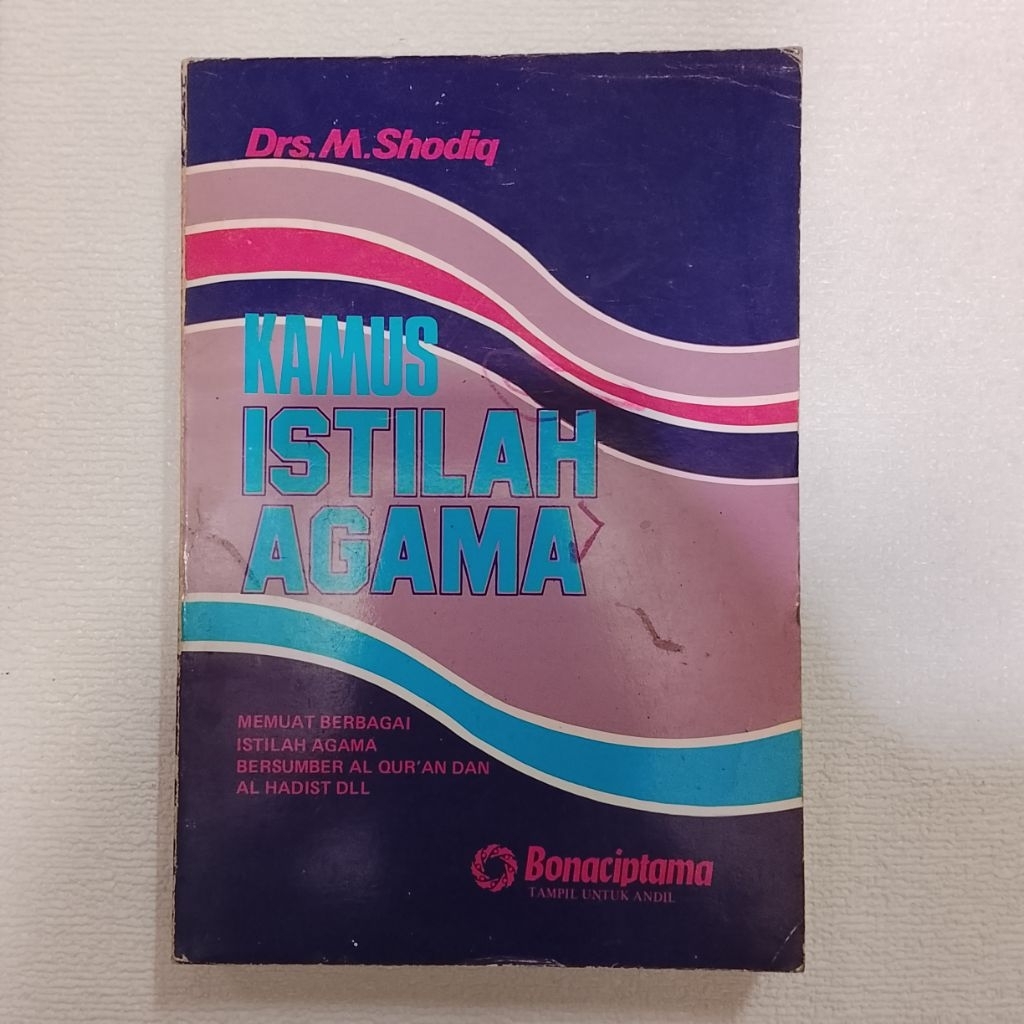 Drs. M. Shodiq
KAMUS
ISTILAH
AGAMA
MEMUAT BERBAGAI
ISTILAH AGAMA
BERSUMBER AL QUR'AN DAN
AL HADIST DLL
Bonaciptama
TAMPIL UNTUK ANDIL